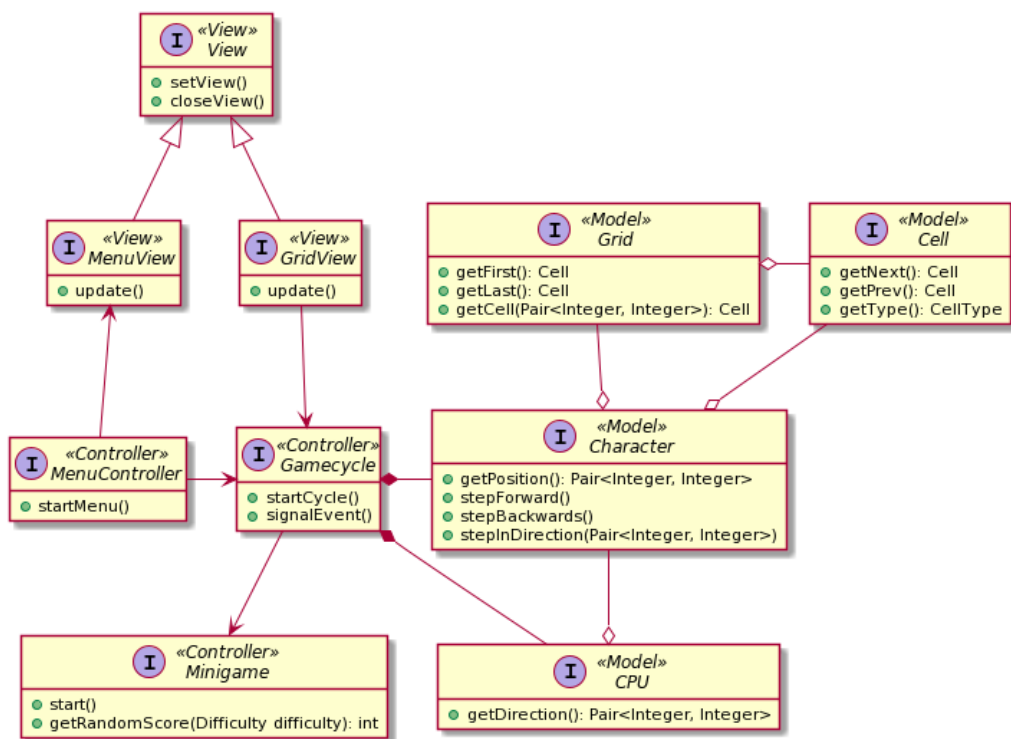 I
«View»
View
setView()
closeView()
I
«View»
MenuView
update()
I
«View»
GridView
update()
I
«Model»
Grid
getFirst(): Cell
getLast(): Cell
getCell(Pair<Integer, Integer>): Cell
I
«Model»
Cell
getNext(): Cell
getPrev(): Cell
getType(): CellType
I
«Controller»
MenuController
startMenu()
I
«Controller»
Gamecycle
startCycle()
signalEvent()
I
«Model»
Character
getPosition(): Pair<Integer, Integer>
stepForward()
stepBackwards()
stepInDirection(Pair<Integer, Integer>)
I
«Controller»
Minigame
start()
getRandomScore(Difficulty difficulty): int
I
«Model»
CPU
getDirection(): Pair<Integer, Integer>